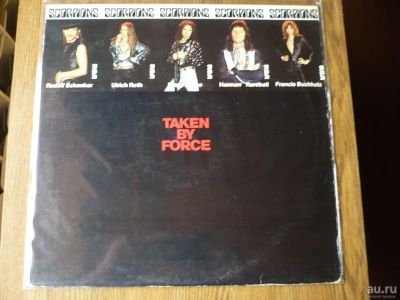 SCORPIONS SCORPIONS SCORPIONS SCORPIONS SCORPIONS
Rudolf Schenker Ulrich Roth Herman Rarebell Francis Buchholz
TAKEN
BY
FORCE
au.ru